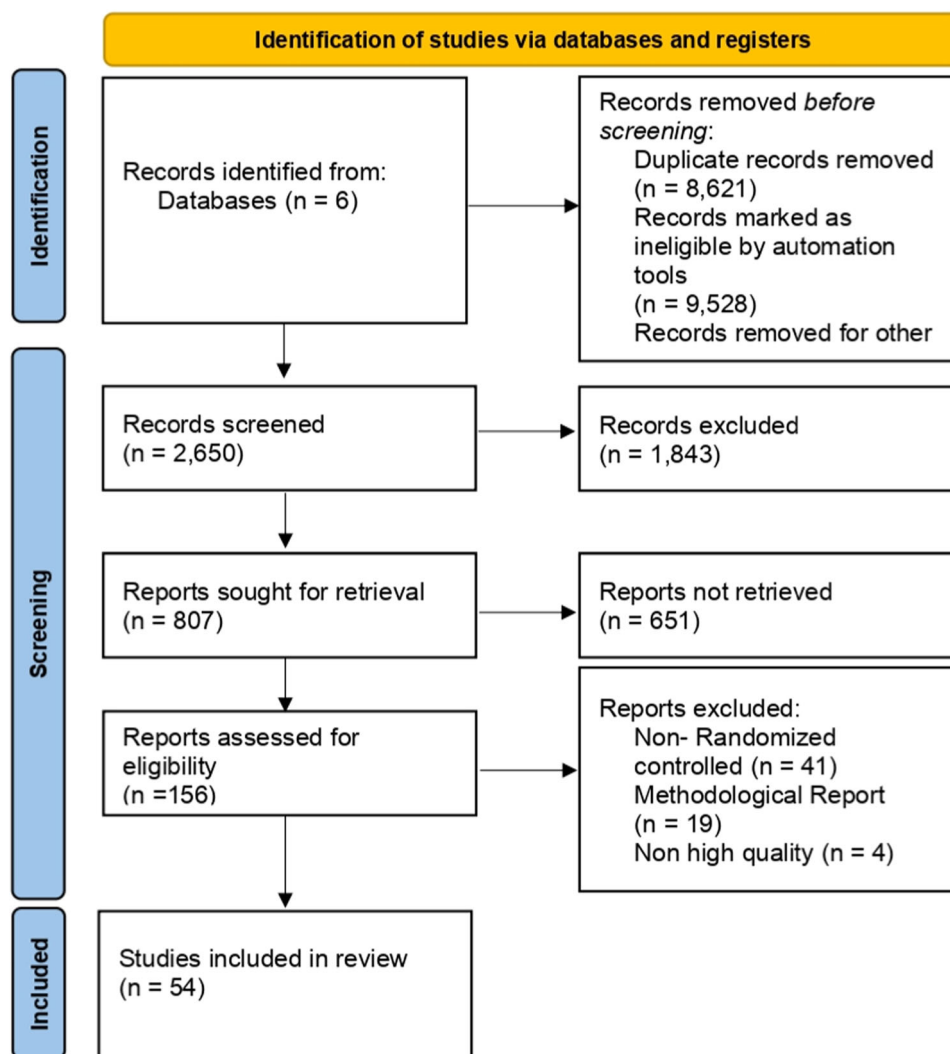 Identification of studies via databases and registers
Identification
Records identified from:
Databases (n = 6)
Records removed before
screening:
Duplicate records removed
(n = 8,621)
Records marked as
ineligible by automation
tools
(n = 9,528)
Records removed for other
Screening
Records screened
(n = 2,650)
Records excluded
(n = 1,843)
Reports sought for retrieval
(n = 807)
Reports not retrieved
(n = 651)
Reports assessed for
eligibility
(n =156)
Reports excluded:
Non- Randomized
controlled (n = 41)
Methodological Report
(n = 19)
Non high quality (n = 4)
Included
Studies included in review
(n = 54)